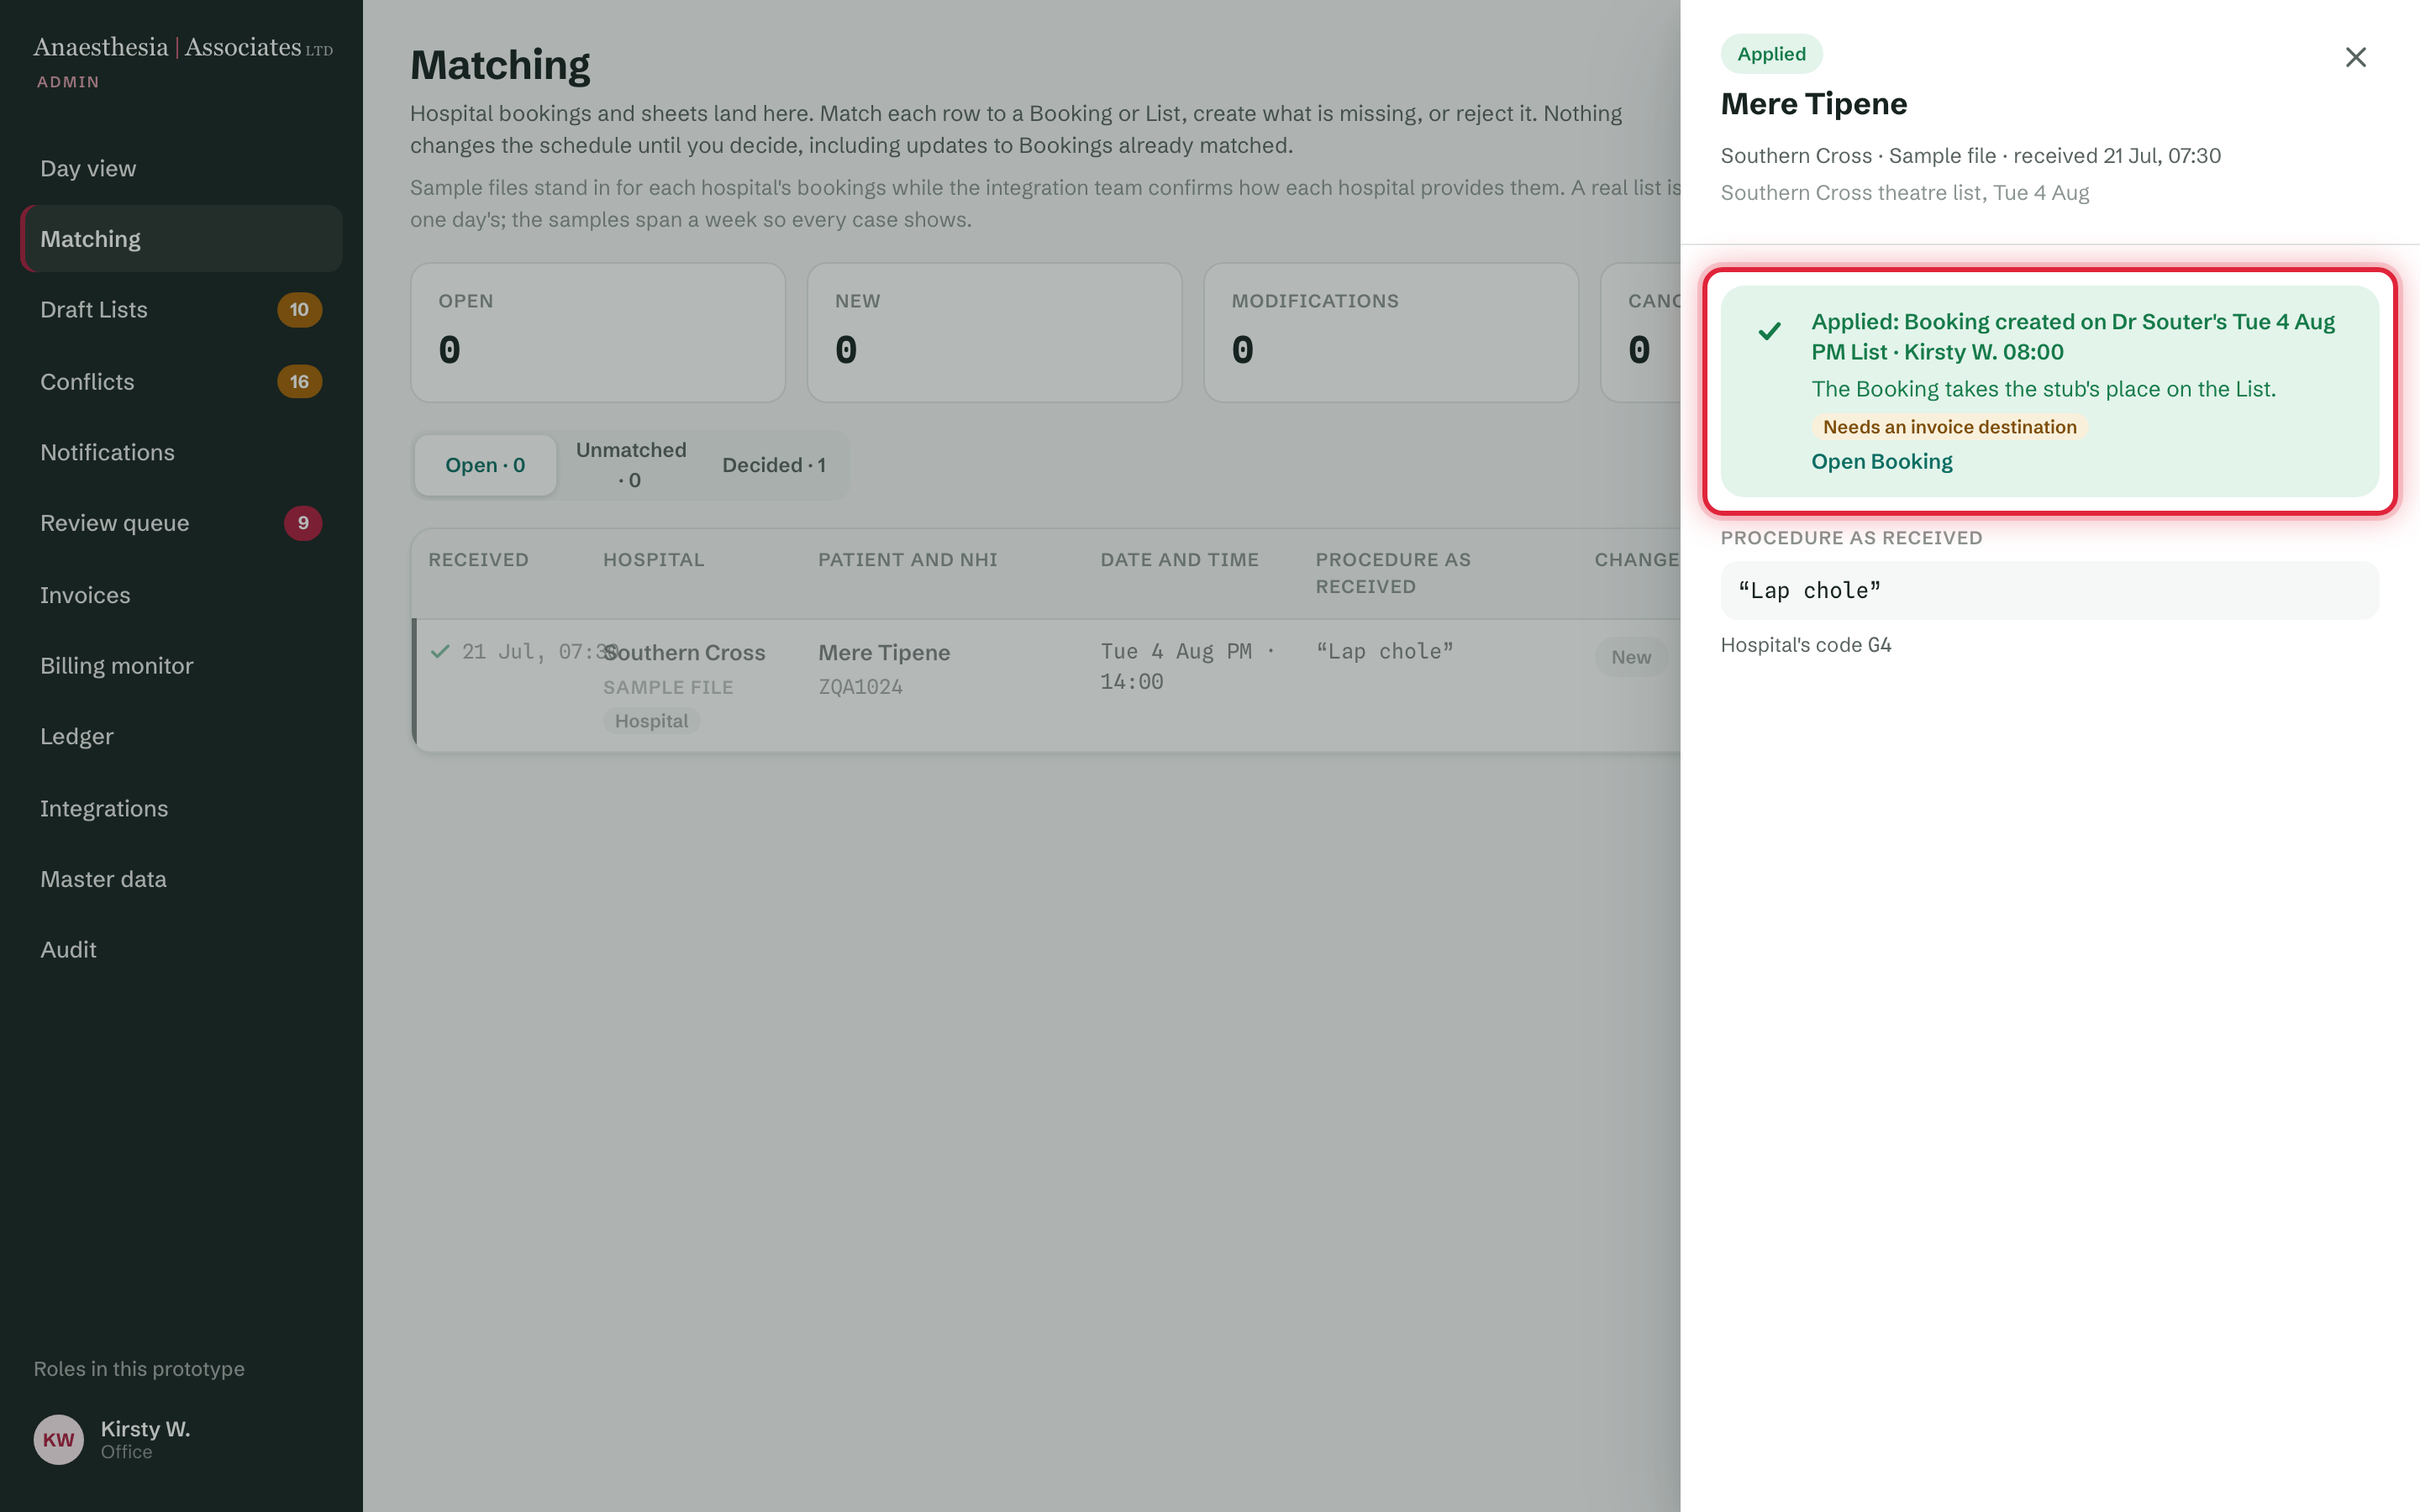 Anaesthesia | Associates LTD
ADMIN
Day view
Matching
Draft Lists 10
Conflicts 16
Notifications
Review queue 9
Invoices
Billing monitor
Ledger
Integrations
Master data
Audit
Roles in this prototype
KW
Kirsty W.
Office
Matching
Hospital bookings and sheets land here. Match each row to a Booking or List, create what is missing, or reject it. Nothing
changes the schedule until you decide, including updates to Bookings already matched.
Sample files stand in for each hospital's bookings while the integration team confirms how each hospital provides them. A real list is
one day's; the samples span a week so every case shows.
OPEN
0
NEW
0
MODIFICATIONS
0
CANC
0
Open · 0
Unmatched
· 0
Decided · 1
RECEIVED
HOSPITAL
PATIENT AND NHI
DATE AND TIME
PROCEDURE AS
RECEIVED
CHANGE
21 Jul, 07:30
Southern Cross
SAMPLE FILE
Hospital
Mere Tipene
ZQA1024
Tue 4 Aug PM ·
14:00
“Lap chole”
New
Applied
Mere Tipene
Southern Cross · Sample file · received 21 Jul, 07:30
Southern Cross theatre list, Tue 4 Aug
Applied: Booking created on Dr Souter's Tue 4 Aug
PM List · Kirsty W. 08:00
The Booking takes the stub's place on the List.
Needs an invoice destination
Open Booking
PROCEDURE AS RECEIVED
“Lap chole”
Hospital's code G4